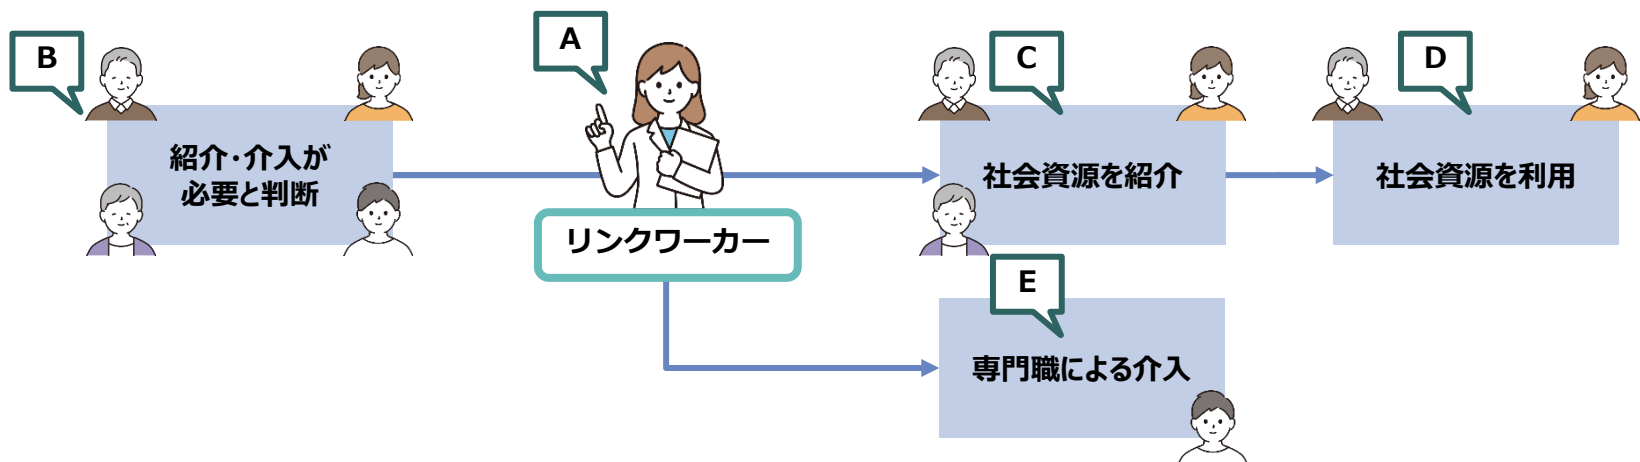 B
A
C
D
紹介・介入が
必要と判断
社会資源を紹介
社会資源を利用
リンクワーカー
E
専門職による介入